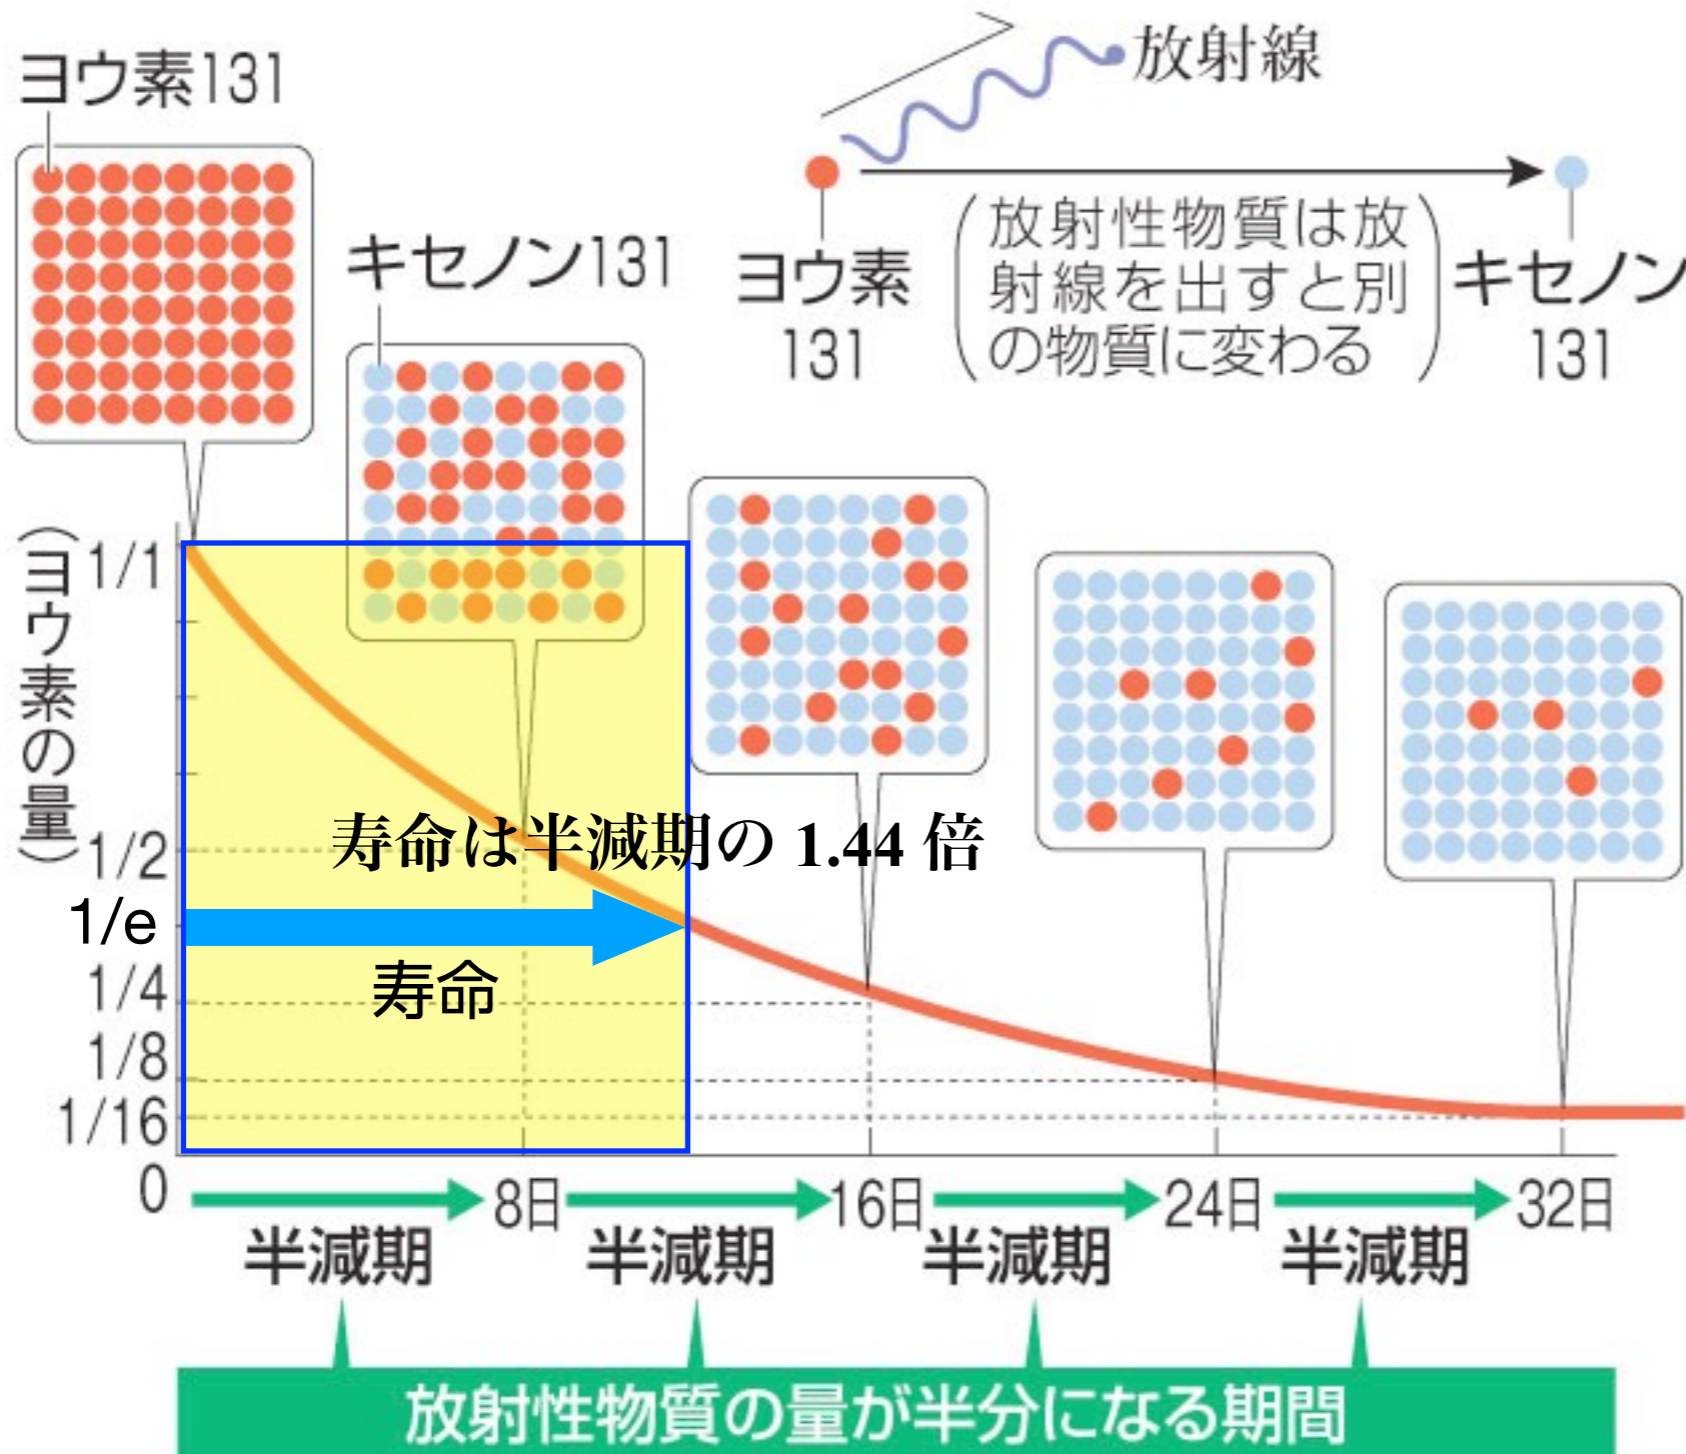 ヨウ素131
放射線
キセノン131
ヨウ素
131
(放射性物質は放
射線を出すと別
の物質に変わる)
キセノン
131
(ヨウ素の量)
1/1
1/2
寿命は半減期の 1.44 倍
1/e
寿命
1/4
1/8
1/16
0
8日
16日
24日
32日
半減期
半減期
半減期
半減期
放射性物質の量が半分になる期間